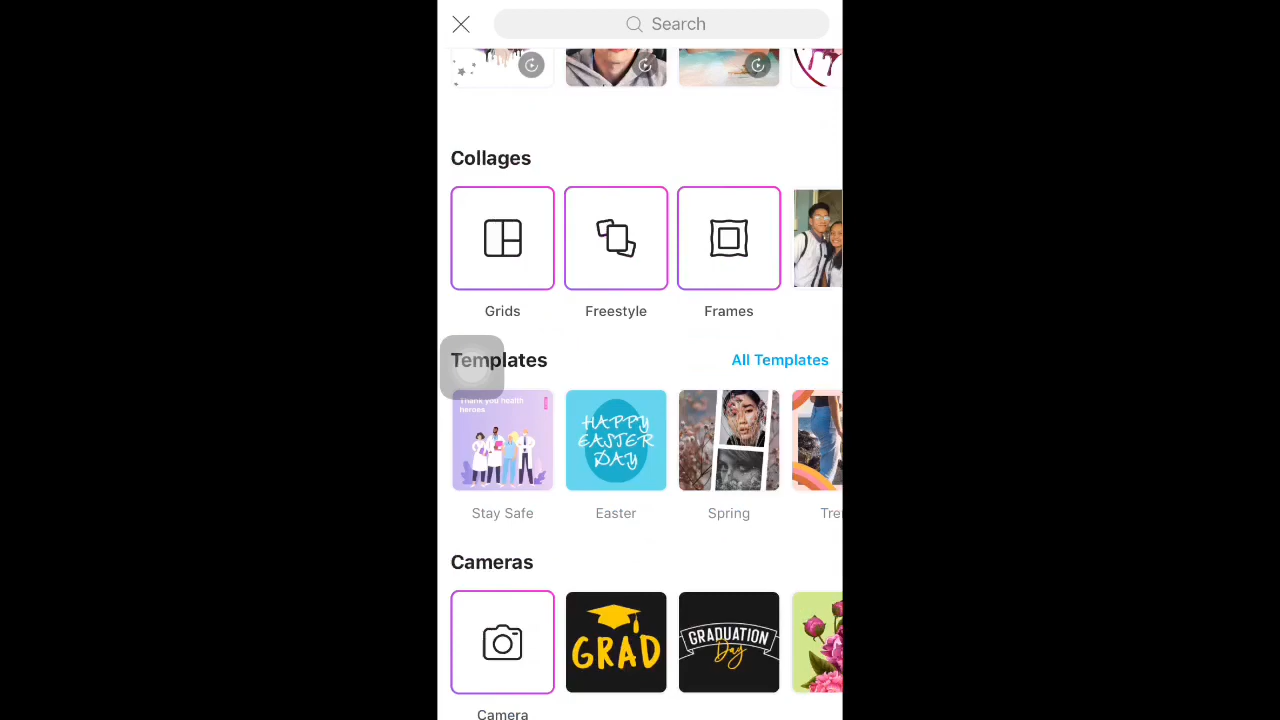 Search
Collages
Grids
Freestyle
Frames
Templates
All Templates
Thank you health
heroes
HAPPY
EASTER
DAY
Stay Safe
Easter
Spring
Tre
Cameras
GRAD
GRADUATION
Day
Camera